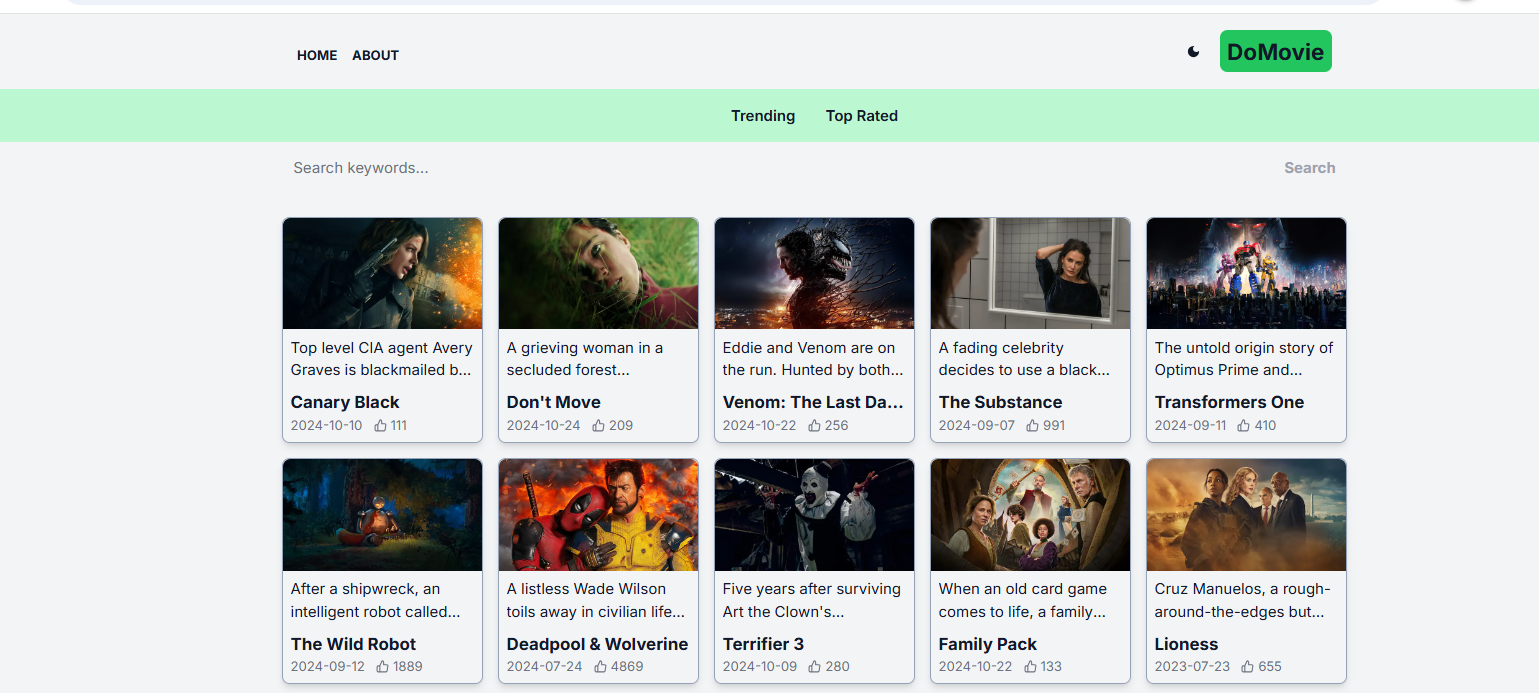 HOME ABOUT DoMovie
Trending Top Rated
Search keywords... Search
Top level CIA agent Avery
Graves is blackmailed b...
Canary Black
2024-10-10 111
A grieving woman in a
secluded forest...
Don't Move
2024-10-24 209
Eddie and Venom are on
the run. Hunted by both...
Venom: The Last Da...
2024-10-22 256
A fading celebrity
decides to use a black...
The Substance
2024-09-07 991
The untold origin story of
Optimus Prime and...
Transformers One
2024-09-11 410
After a shipwreck, an
intelligent robot called...
The Wild Robot
2024-09-12 1889
A listless Wade Wilson
toils away in civilian life...
Deadpool & Wolverine
2024-07-24 4869
Five years after surviving
Art the Clown's...
Terrifier 3
2024-10-09 280
When an old card game
comes to life, a family...
Family Pack
2024-10-22 133
Cruz Manuelos, a rough-
around-the-edges but...
Lioness
2023-07-23 655